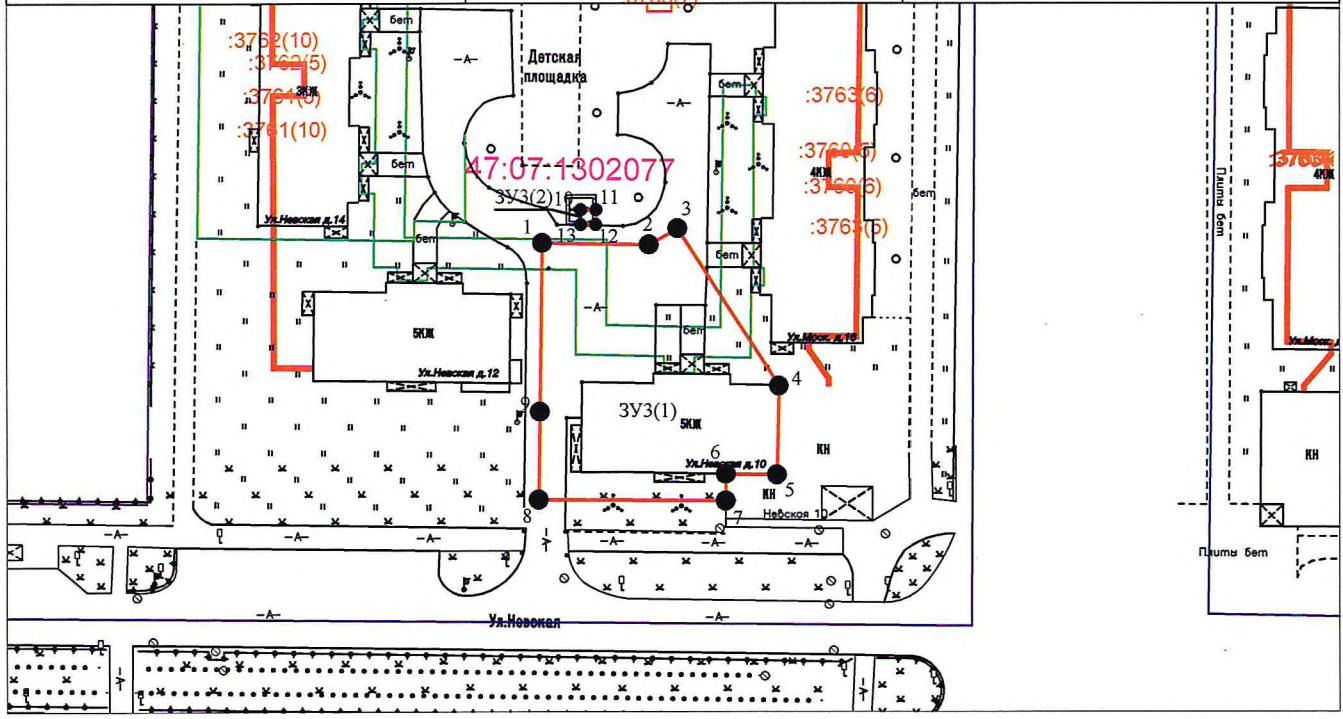 бет
:3762(10)
:3762(5)
3КЖ
:3761(10)
Детская
площадка
-А-
бет
-А-
:3763(6)
:3760(5)
4КЖ
:3760(6)
:3763(5)
бет
Плиты бет
4КЖ
бет
47:07:1302077
ЗУ3(2)
10
11
Ул.Невская д.14
бет
1
13
12
2
3
бет
-А-
бет
5КЖ
Ул.Невская д.12
Ул.Моск. д.16
4
ЗУ3(1)
5КЖ
9
6
Ул.Невская д.10
КН
КН
5
КН
8
7
Невская 10
-А-
-А-
-А-
-А-
-А-
-А-
Плиты бет
-А-
Ул.Невская
-А-
-А-
-А-